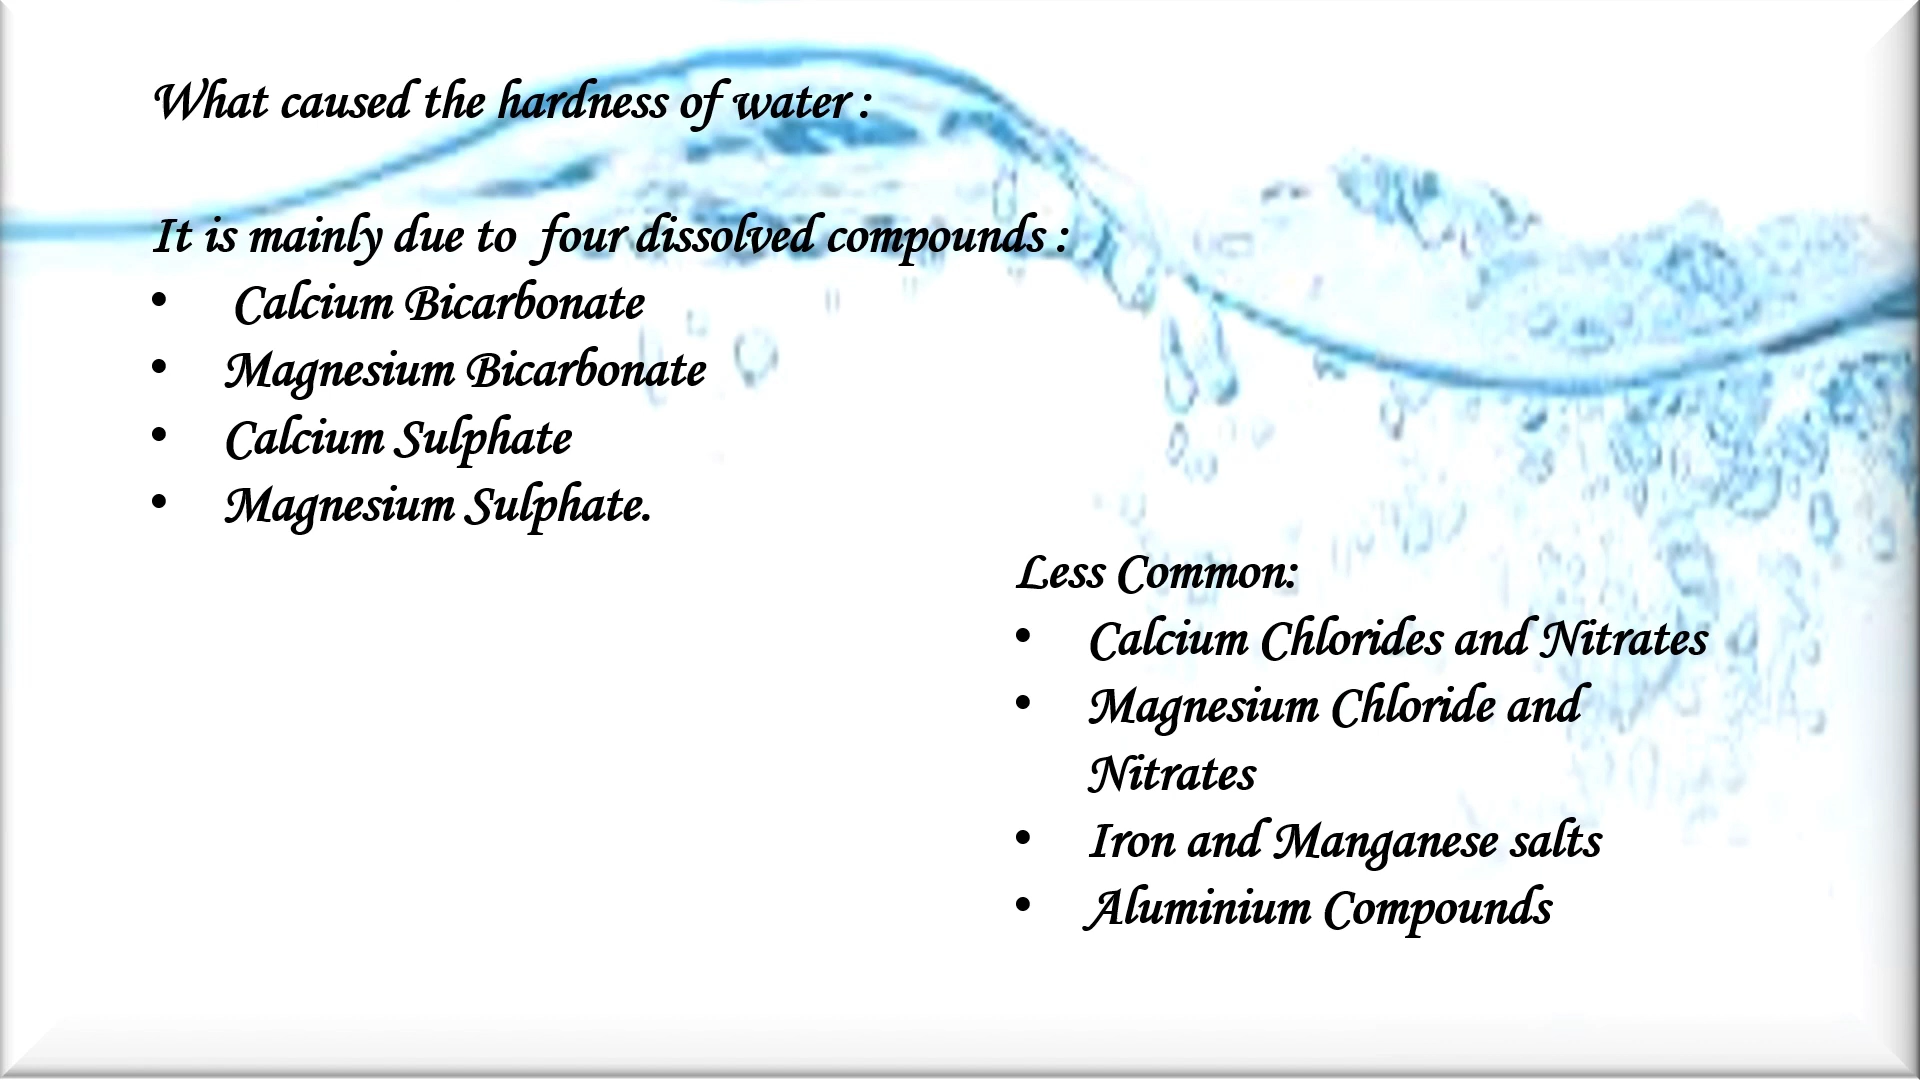 What caused the hardness of water :
It is mainly due to  four dissolved compounds :
•  Calcium Bicarbonate
• Magnesium Bicarbonate
• Calcium Sulphate
• Magnesium Sulphate.
Less Common:
• Calcium Chlorides and Nitrates
• Magnesium Chloride and
Nitrates
• Iron and Manganese salts
• Aluminium Compounds